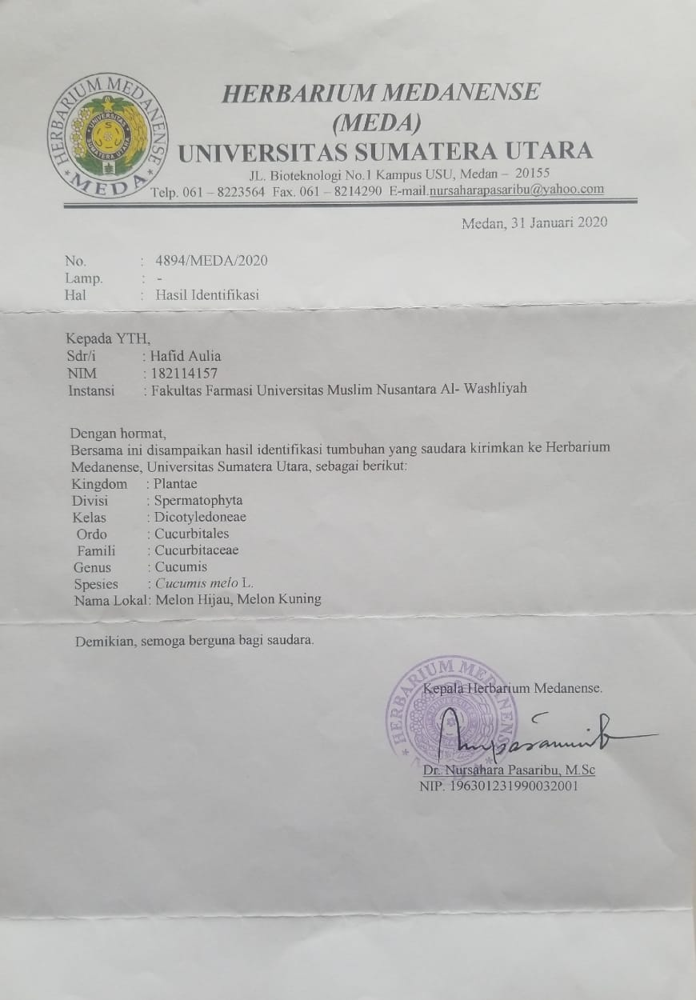 HERBARIUM MEDANENSE
MEDA
UNIVERSITAS
SUMATERA UTARA
HERBARIUM MEDANENSE
(MEDA)
UNIVERSITAS SUMATERA UTARA
JL. Bioteknologi No.1 Kampus USU, Medan – 20155
Telp. 061 – 8223564 Fax. 061 – 8214290 E-mail.nursaharapasaribu@yahoo.com
Medan, 31 Januari 2020
No. : 4894/MEDA/2020
Lamp. : -
Hal : Hasil Identifikasi
Kepada YTH,
Sdr/i : Hafid Aulia
NIM : 182114157
Instansi : Fakultas Farmasi Universitas Muslim Nusantara Al- Washliyah
Dengan hormat,
Bersama ini disampaikan hasil identifikasi tumbuhan yang saudara kirimkan ke Herbarium
Medanense, Universitas Sumatera Utara, sebagai berikut:
Kingdom : Plantae
Divisi : Spermatophyta
Kelas : Dicotyledoneae
Ordo : Cucurbitales
Famili : Cucurbitaceae
Genus : Cucumis
Spesies : Cucumis melo L.
Nama Lokal: Melon Hijau, Melon Kuning
Demikian, semoga berguna bagi saudara.
Kepala Herbarium Medanense.
HERBARIUM MEDANENSE
Dr. Nursahara Pasaribu, M.Sc
NIP. 196301231990032001